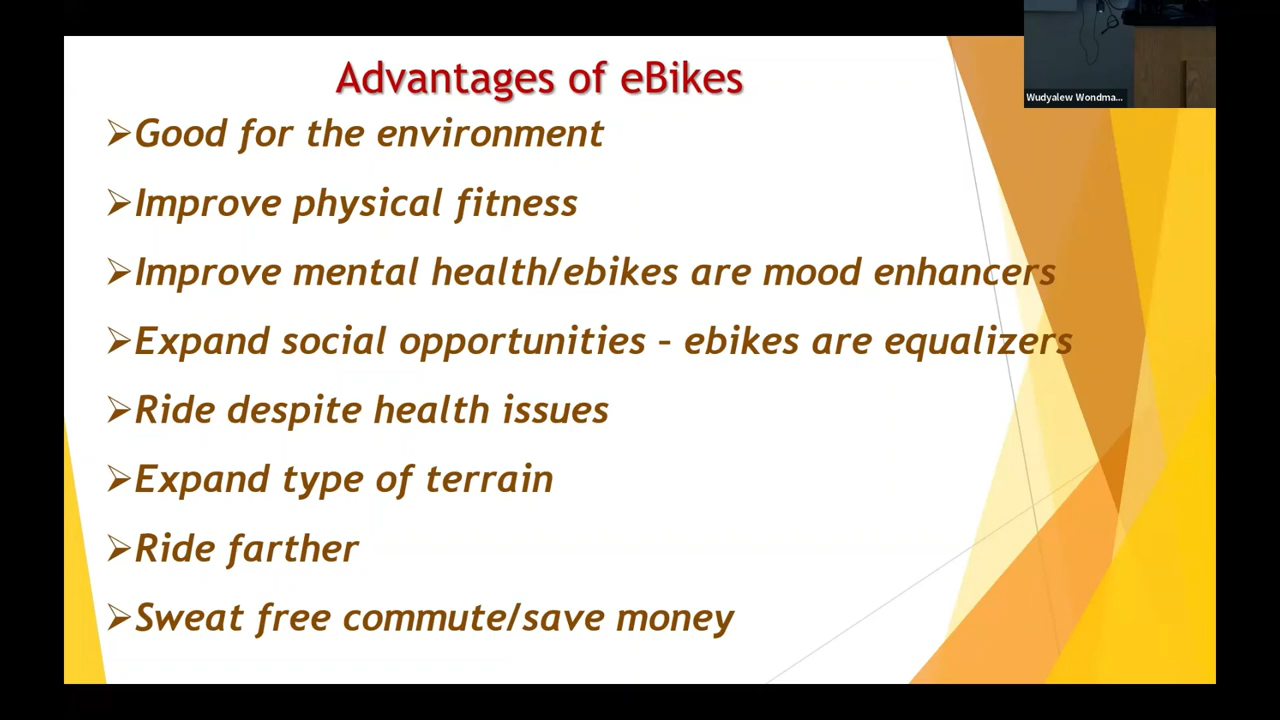 Advantages of eBikes
Wudyalew Wondma...
➢Good for the environment
➢Improve physical fitness
➢Improve mental health/ebikes are mood enhancers
➢Expand social opportunities – ebikes are equalizers
➢Ride despite health issues
➢Expand type of terrain
➢Ride farther
➢Sweat free commute/save money